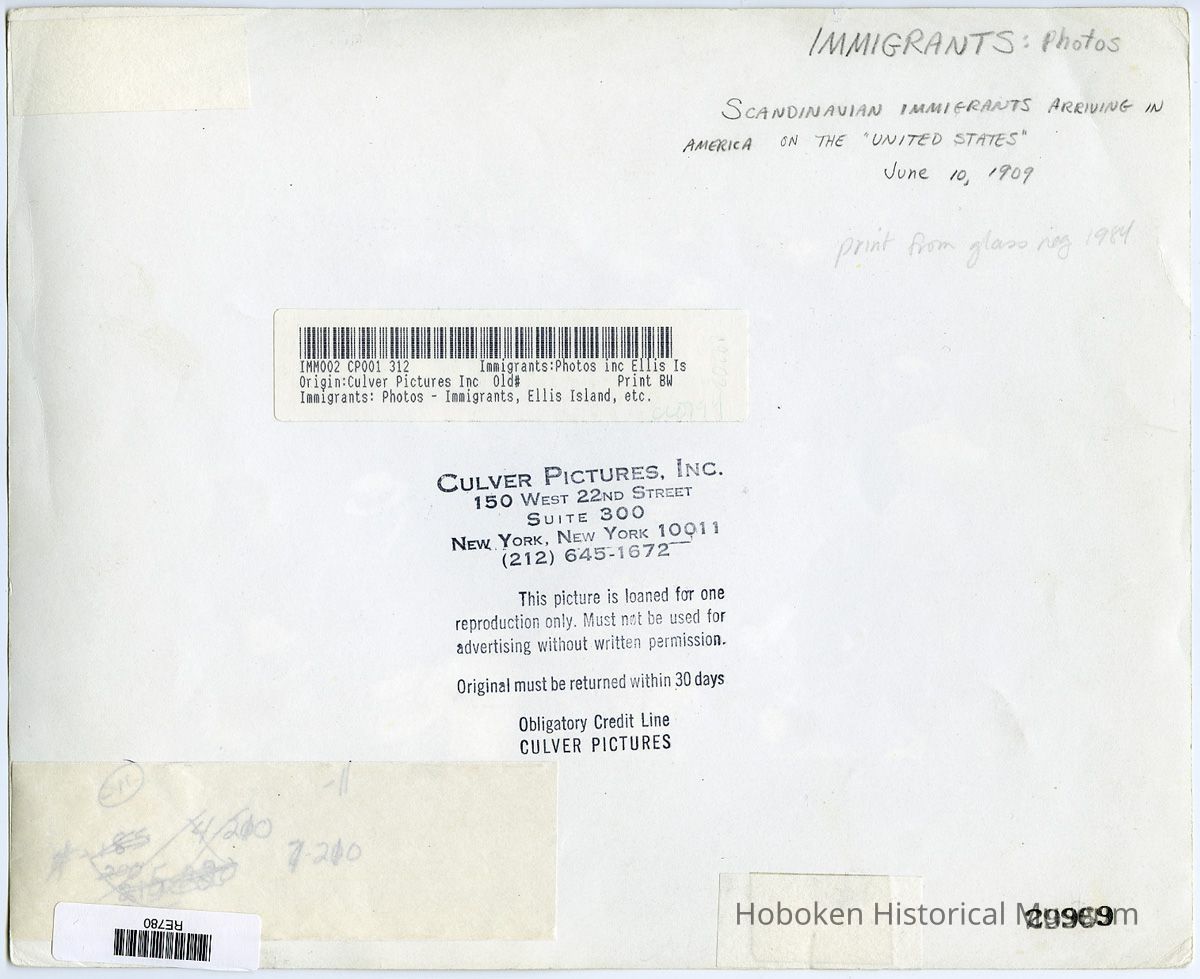 IMMIGRANTS: Photos
SCANDINAVIAN IMMIGRANTS ARRIVING IN
AMERICA ON THE "UNITED STATES"
June 10, 1909
print from glass neg 1984
IMM002 CP001 312 Immigrants:Photos inc Ellis Is
Origin:Culver Pictures Inc Old# Print BW
Immigrants: Photos - Immigrants, Ellis Island, etc.
CULVER PICTURES, INC.
150 WEST 22ND STREET
SUITE 300
NEW YORK, NEW YORK 10011
(212) 645-1672
This picture is loaned for one
reproduction only. Must not be used for
advertising without written permission.
Original must be returned within 30 days
Obligatory Credit Line
CULVER PICTURES
7-210
RE780
Hoboken Historical Museum